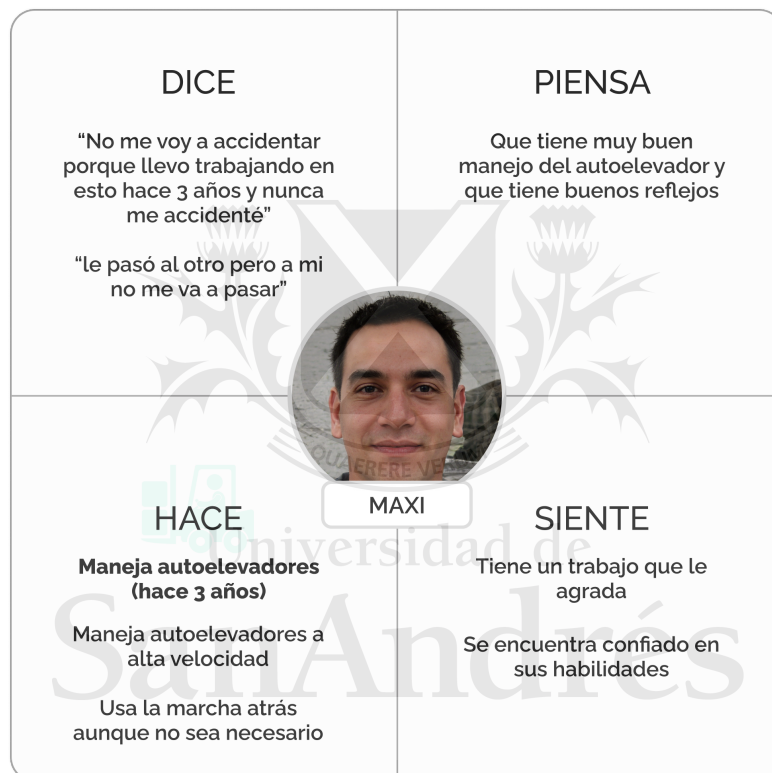 DICE
“No me voy a accidentar
porque llevo trabajando en
esto hace 3 años y nunca
me accidenté”
“le pasó al otro pero a mi
no me va a pasar”
PIENSA
Que tiene muy buen
manejo del autoelevador y
que tiene buenos reflejos
QUAERERE VERUM
MAXI
HACE
Maneja autoelevadores
(hace 3 años)
Maneja autoelevadores a
alta velocidad
Usa la marcha atrás
aunque no sea necesario
SIENTE
Tiene un trabajo que le
agrada
Se encuentra confiado en
sus habilidades
Universidad de
SanAndrés